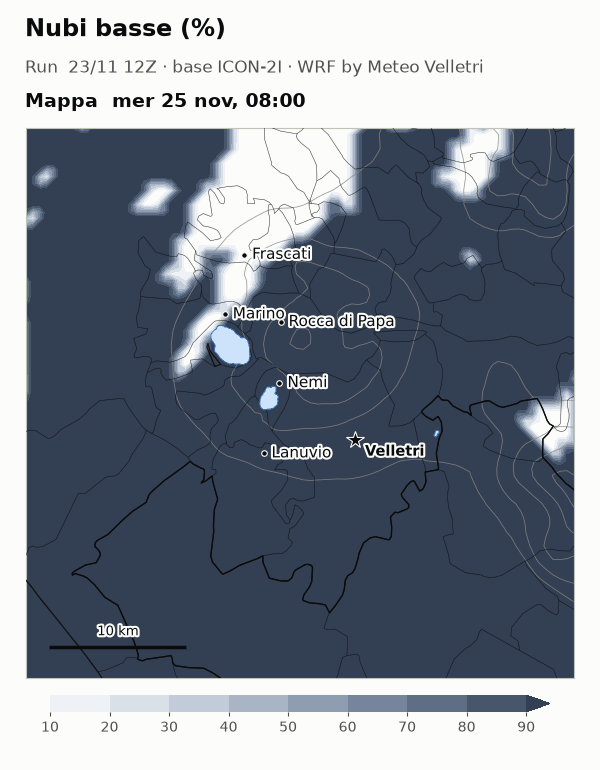 Nubi basse (%)
Run  23/11 12Z · base ICON-2I · WRF by Meteo Velletri
Mappa  mer 25 nov, 08:00
Frascati
Marino
Rocca di Papa
Nemi
Velletri
Lanuvio
10 km
10 20 30 40 50 60 70 80 90